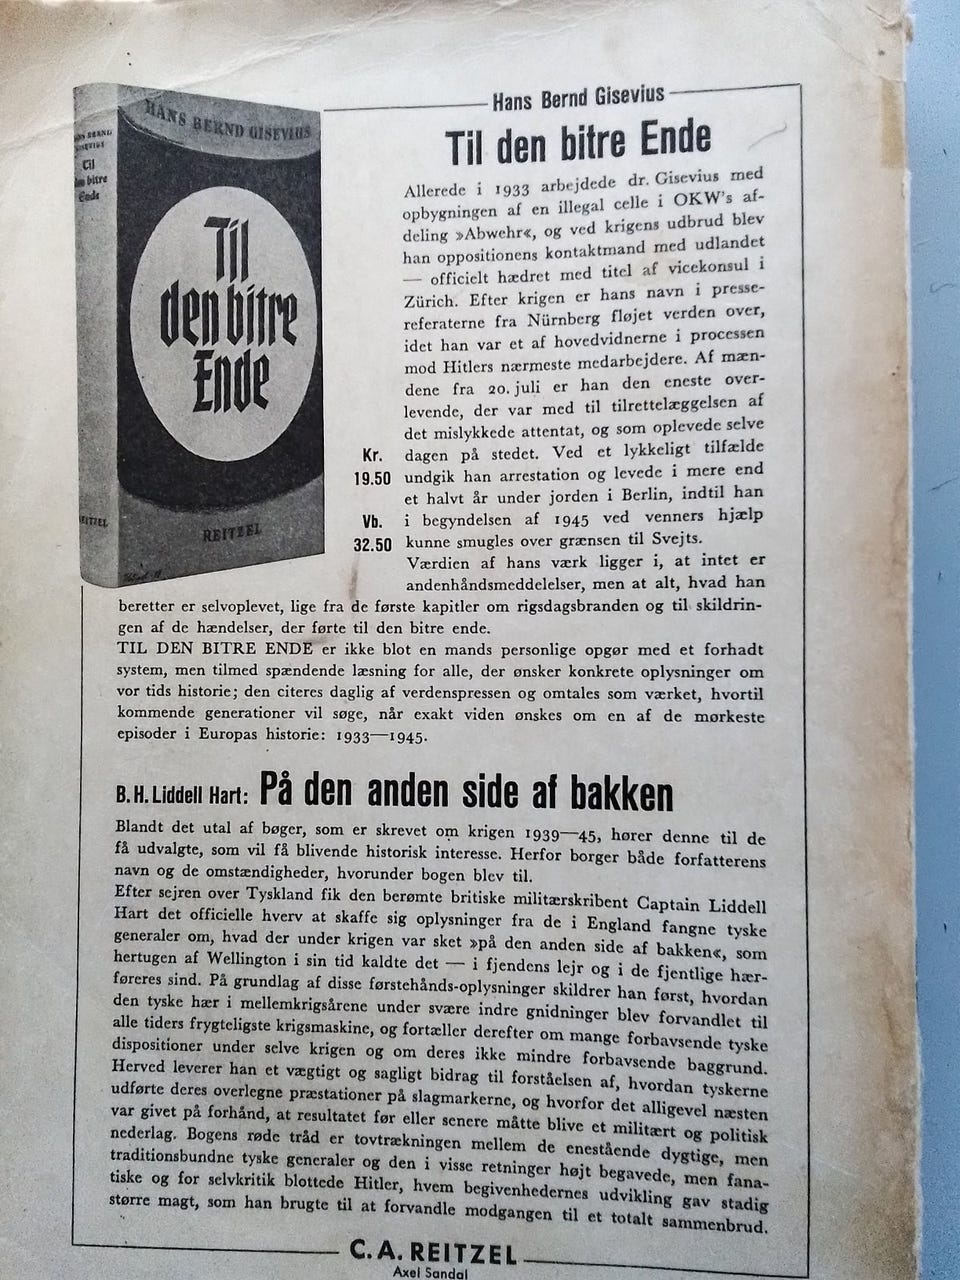 HANS BERND GISEVIUS
Til
den bitre
Ende
REITZEL
HANS BERND
GISEVIUS
Til
den bitre
Ende
REITZEL
Hans Bernd Gisevius
Til den bitre Ende
Allerede i 1933 arbejdede dr. Gisevius med
opbygningen af en illegal celle i OKW's af-
deling »Abwehr«, og ved krigens udbrud blev
han oppositionens kontaktmand med udlandet
— officielt hædret med titel af vicekonsul i
Zürich. Efter krigen er hans navn i presse-
referaterne fra Nürnberg fløjet verden over,
idet han var et af hovedvidnerne i processen
mod Hitlers nærmeste medarbejdere. Af mæn-
dene fra 20. juli er han den eneste over-
levende, der var med til tilrettelæggelsen af
det mislykkede attentat, og som oplevede selve
dagen på stedet. Ved et lykkeligt tilfælde
undgik han arrestation og levede i mere end
et halvt år under jorden i Berlin, indtil han
i begyndelsen af 1945 ved venners hjælp
kunne smugles over grænsen til Svejts.
Kr.
19.50
Vb.
32.50
Værdien af hans værk ligger i, at intet er
andenhåndsmeddelelser, men at alt, hvad han
beretter er selvoplevet, lige fra de første kapitler om rigsdagsbranden og til skildrin-
gen af de hændelser, der førte til den bitre ende.
TIL DEN BITRE ENDE er ikke blot en mands personlige opgør med et forhadt
system, men tilmed spændende læsning for alle, der ønsker konkrete oplysninger om
vor tids historie; den citeres daglig af verdenspressen og omtales som værket, hvortil
kommende generationer vil søge, når exakt viden ønskes om en af de mørkeste
episoder i Europas historie: 1933—1945.
B. H. Liddell Hart: På den anden side af bakken
Blandt det utal af bøger, som er skrevet om krigen 1939—45, hører denne til de
få udvalgte, som vil få blivende historisk interesse. Herfor borger både forfatterens
navn og de omstændigheder, hvorunder bogen blev til.
Efter sejren over Tyskland fik den berømte britiske militærskribent Captain Liddell
Hart det officielle hverv at skaffe sig oplysninger fra de i England fangne tyske
generaler om, hvad der under krigen var sket »på den anden side af bakken«, som
hertugen af Wellington i sin tid kaldte det — i fjendens lejr og i de fjentlige hær-
føreres sind. På grundlag af disse førstehånds-oplysninger skildrer han først, hvordan
den tyske hær i mellemkrigsårene under svære indre gnidninger blev forvandlet til
alle tiders frygteligste krigsmaskine, og fortæller derefter om mange forbavsende tyske
dispositioner under selve krigen og om deres ikke mindre forbavsende baggrund.
Herved leverer han et vægtigt og sagligt bidrag til forståelsen af, hvordan tyskerne
udførte deres overlegne præstationer på slagmarkerne, og hvorfor det alligevel næsten
var givet på forhånd, at resultatet før eller senere måtte blive et militært og politisk
nederlag. Bogens røde tråd er tovtrækningen mellem de enestående dygtige, men
traditionsbundne tyske generaler og den i visse retninger højt begavede, men fana-
tiske og for selvkritik blottede Hitler, hvem begivenhedernes udvikling gav stadig
større magt, som han brugte til at forvandle modgangen til et totalt sammenbrud.
C. A. REITZEL
Axel Sandal